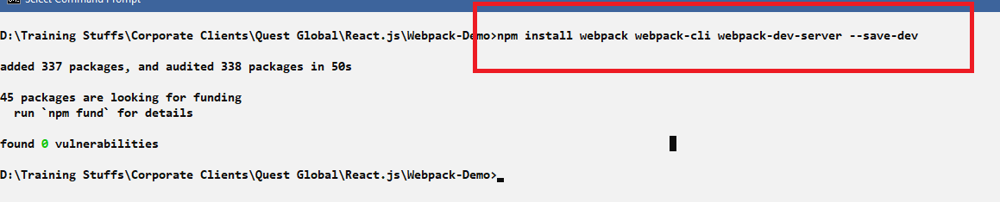 Select Command Prompt
D:\Training Stuffs\Corporate Clients\Quest Global\React.js\Webpack-Demo>npm install webpack webpack-cli webpack-dev-server --save-dev
added 337 packages, and audited 338 packages in 50s
45 packages are looking for funding
  run `npm fund` for details
found 0 vulnerabilities
D:\Training Stuffs\Corporate Clients\Quest Global\React.js\Webpack-Demo>